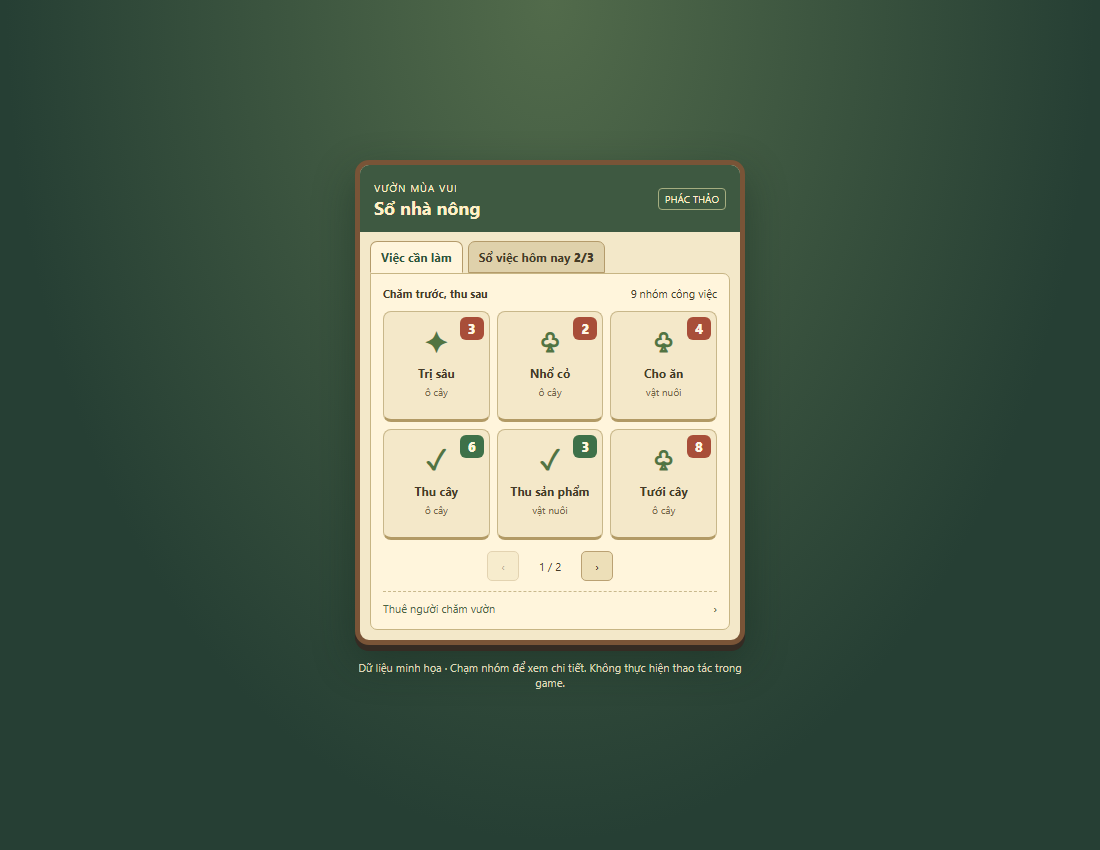 VƯỜN MÙA VUI
Sổ nhà nông
PHÁC THẢO
Việc cần làm
Sổ việc hôm nay 2/3
Chăm trước, thu sau
9 nhóm công việc
3
Trị sâu
ô cây
2
Nhổ cỏ
ô cây
4
Cho ăn
vật nuôi
6
Thu cây
ô cây
3
Thu sản phẩm
vật nuôi
8
Tưới cây
ô cây
‹
1 / 2
›
Thuê người chăm vườn
›
Dữ liệu minh họa · Chạm nhóm để xem chi tiết. Không thực hiện thao tác trong
game.